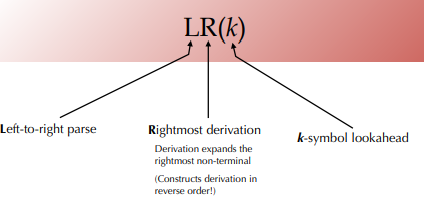 LR(k)
Left-to-right parse
Rightmost derivation
Derivation expands the
rightmost non-terminal
(Constructs derivation in
reverse order!)
k-symbol lookahead